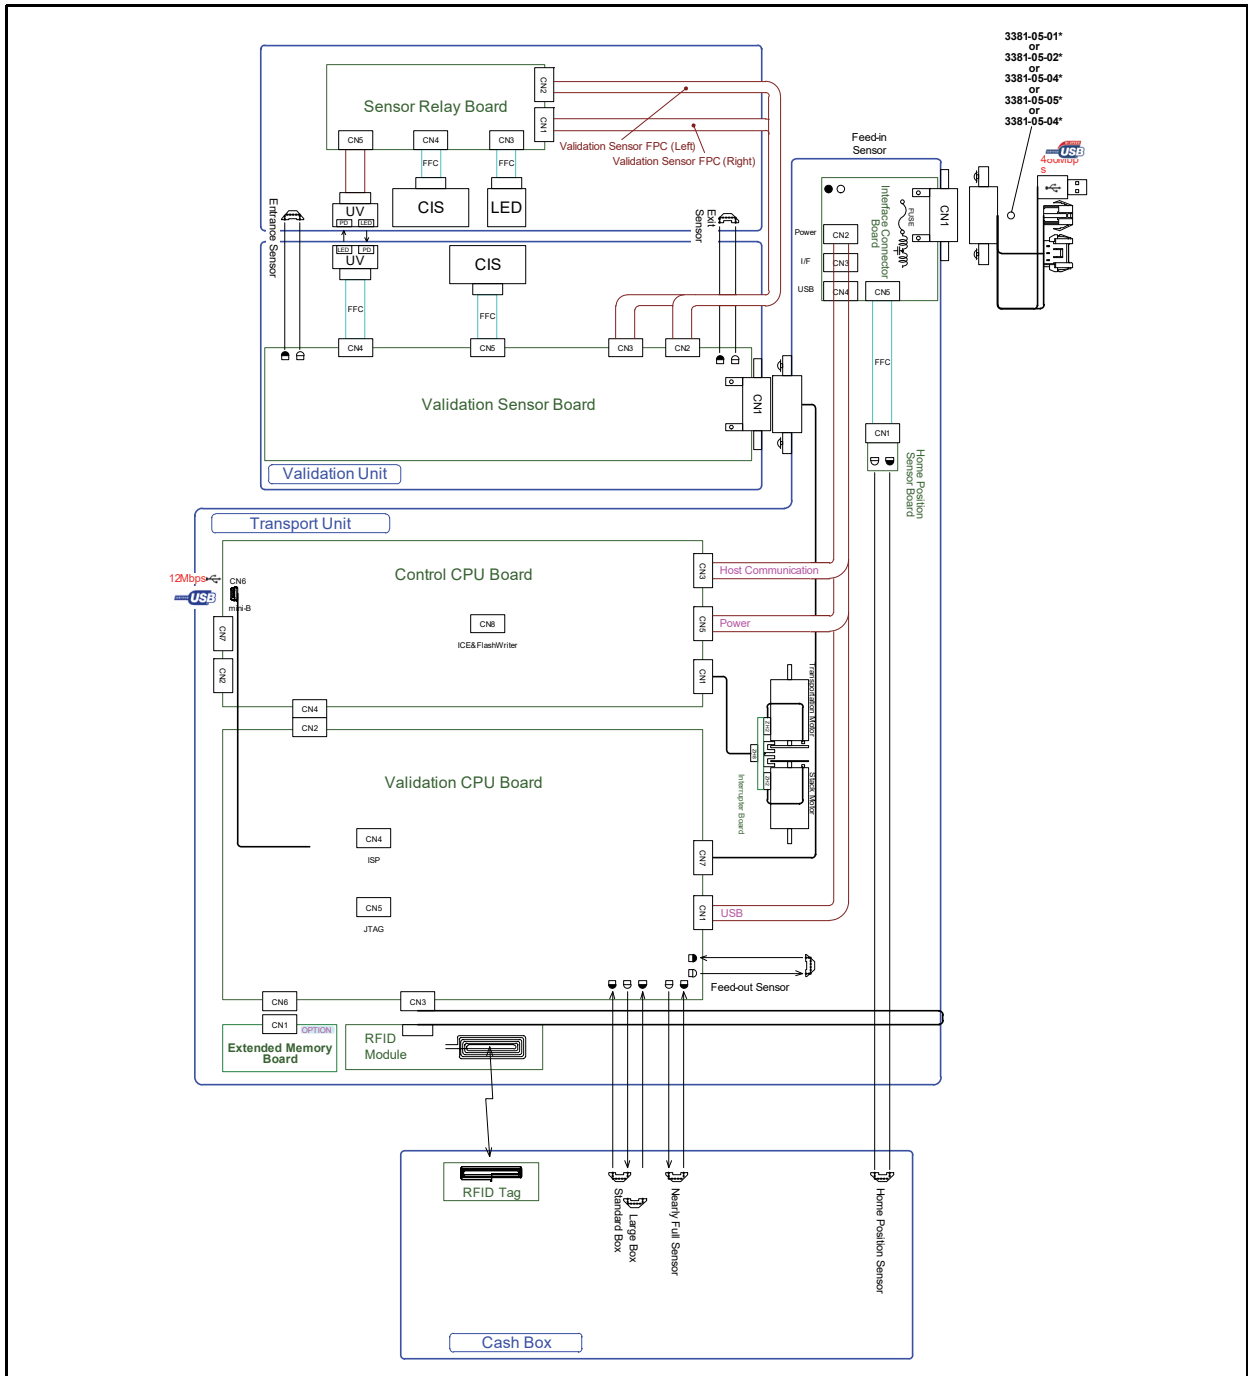 3381-05-01*
or
3381-05-02*
or
3381-05-04*
or
3381-05-05*
or
3381-05-04*
USB
480Mbps
Sensor Relay Board
CN2
CN1
CN5
CN4
CN3
FFC
FFC
Validation Sensor FPC (Left)
Validation Sensor FPC (Right)
UV
PD
LED
CIS
LED
Entrance Sensor
Exit
Sensor
LED
PD
UV
CIS
FFC
FFC
CN4
CN5
CN3
CN2
Validation Sensor Board
CN1
Validation Unit
Feed-in
Sensor
Interface Connector
Board
FUSE
CN1
Power
CN2
I/F
CN3
USB
CN4
CN5
FFC
CN1
Home Position
Sensor Board
Transport Unit
12Mbps
USB
CN6
mini-B
Control CPU Board
CN8
ICE&FlashWriter
CN7
CN2
CN3
Host Communication
CN5
Power
CN1
CN4
CN2
Transportation Motor
ZH2
ZH6
ZH2
Stack Motor
Interrupter Board
Validation CPU Board
CN4
ISP
CN5
JTAG
CN7
CN1
USB
Feed-out Sensor
CN6
CN3
CN1
OPTION
Extended Memory
Board
RFID
Module
RFID Tag
Standard Box
Large Box
Nearly Full Sensor
Home Position Sensor
Cash Box